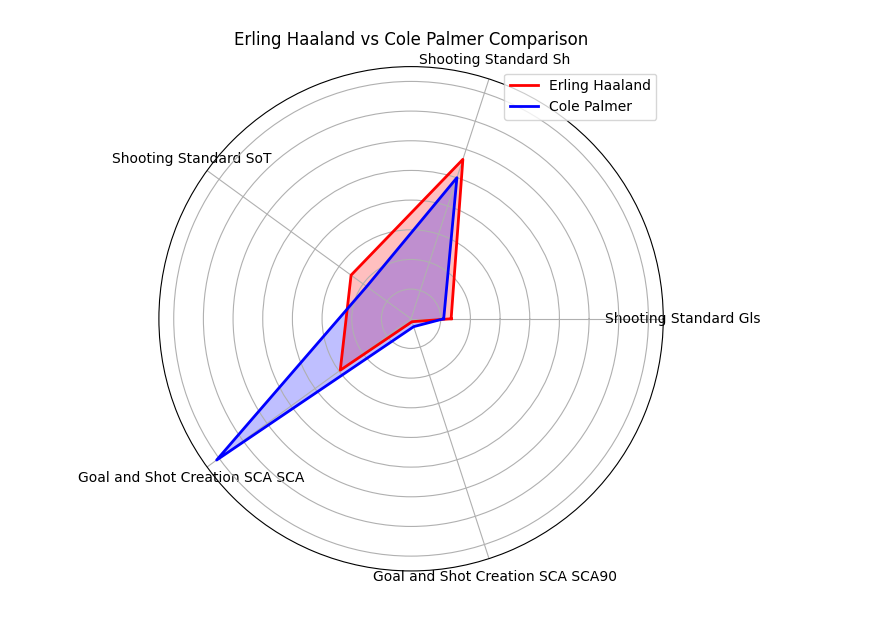 Erling Haaland vs Cole Palmer Comparison
Shooting Standard Sh
Erling Haaland
Cole Palmer
Shooting Standard SoT
Shooting Standard Gls
Goal and Shot Creation SCA SCA
Goal and Shot Creation SCA SCA90